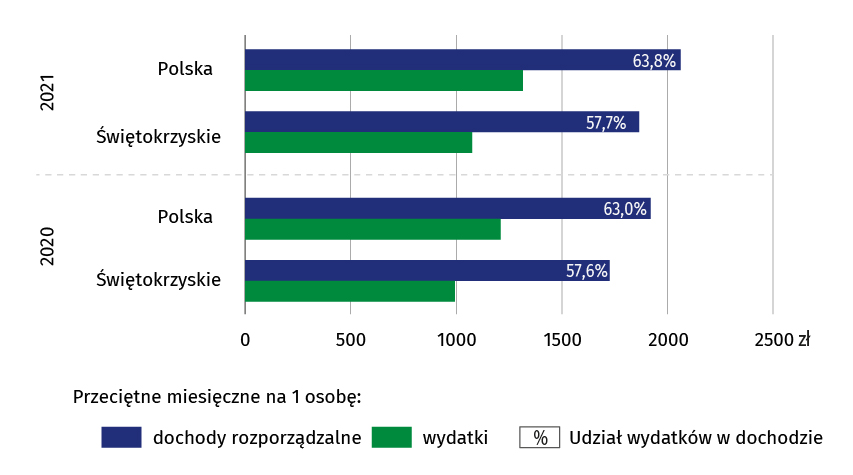 2021
Polska
63,8%
Świętokrzyskie
57,7%
2020
Polska
63,0%
Świętokrzyskie
57,6%
0 500 1000 1500 2000 2500 zł
Przeciętne miesięczne na 1 osobę:
dochody rozporządzalne wydatki % Udział wydatków w dochodzie